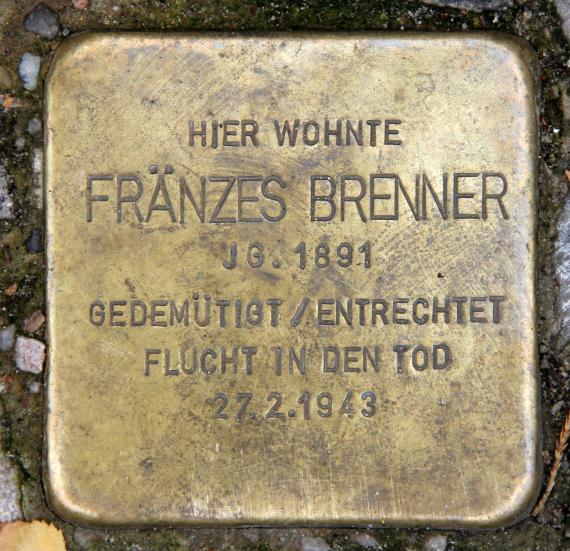 HIER WOHNTE
FRÄNZES BRENNER
JG. 1891
GEDEMÜTIGT/ENTRECHTET
FLUCHT IN DEN TOD
27.2.1943